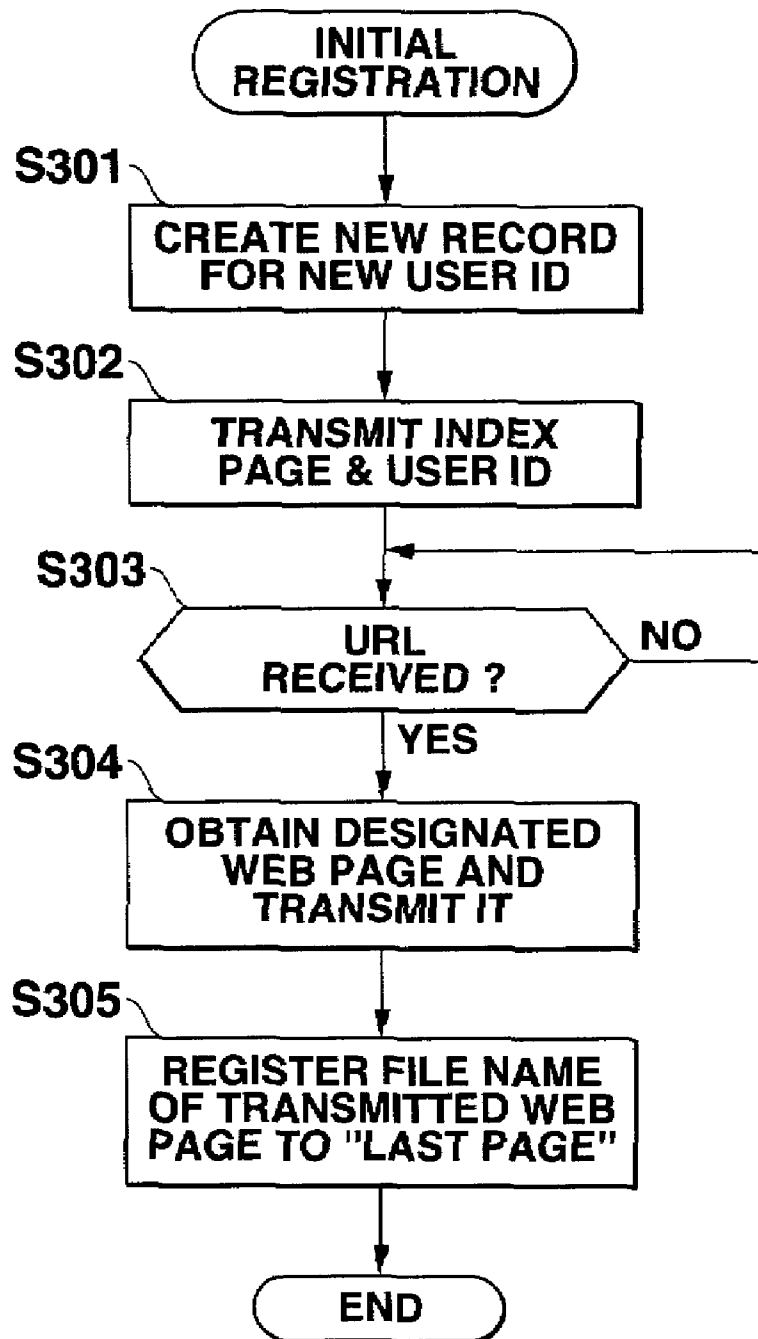 INITIAL
REGISTRATION
S301
CREATE NEW RECORD
FOR NEW USER ID
S302
TRANSMIT INDEX
PAGE & USER ID
S303
URL
RECEIVED ?
NO
YES
S304
OBTAIN DESIGNATED
WEB PAGE AND
TRANSMIT IT
S305
REGISTER FILE NAME
OF TRANSMITTED WEB
PAGE TO "LAST PAGE"
END